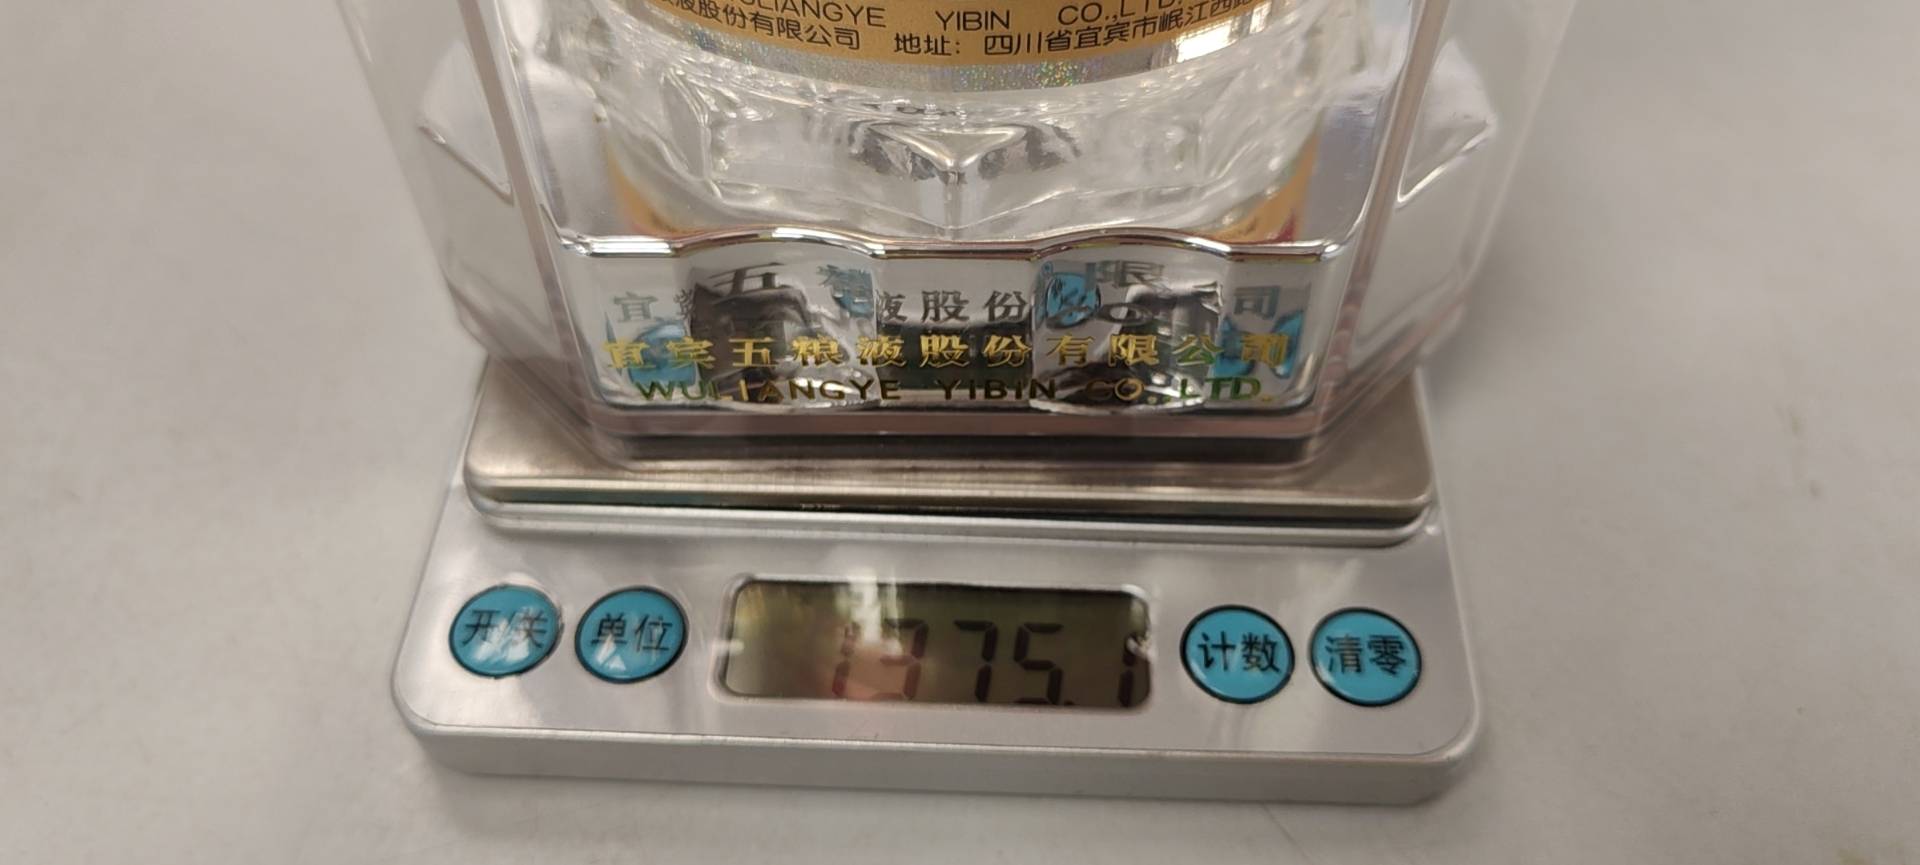 ULIANGYE YIBIN CO.,LTD.
液股份有限公司 地址：四川省宜宾市岷江西路
宜宾五粮液股份有限公司
WULIANGYE YIBIN CO.,LTD.
开/关 单位 1375.1 计数 清零